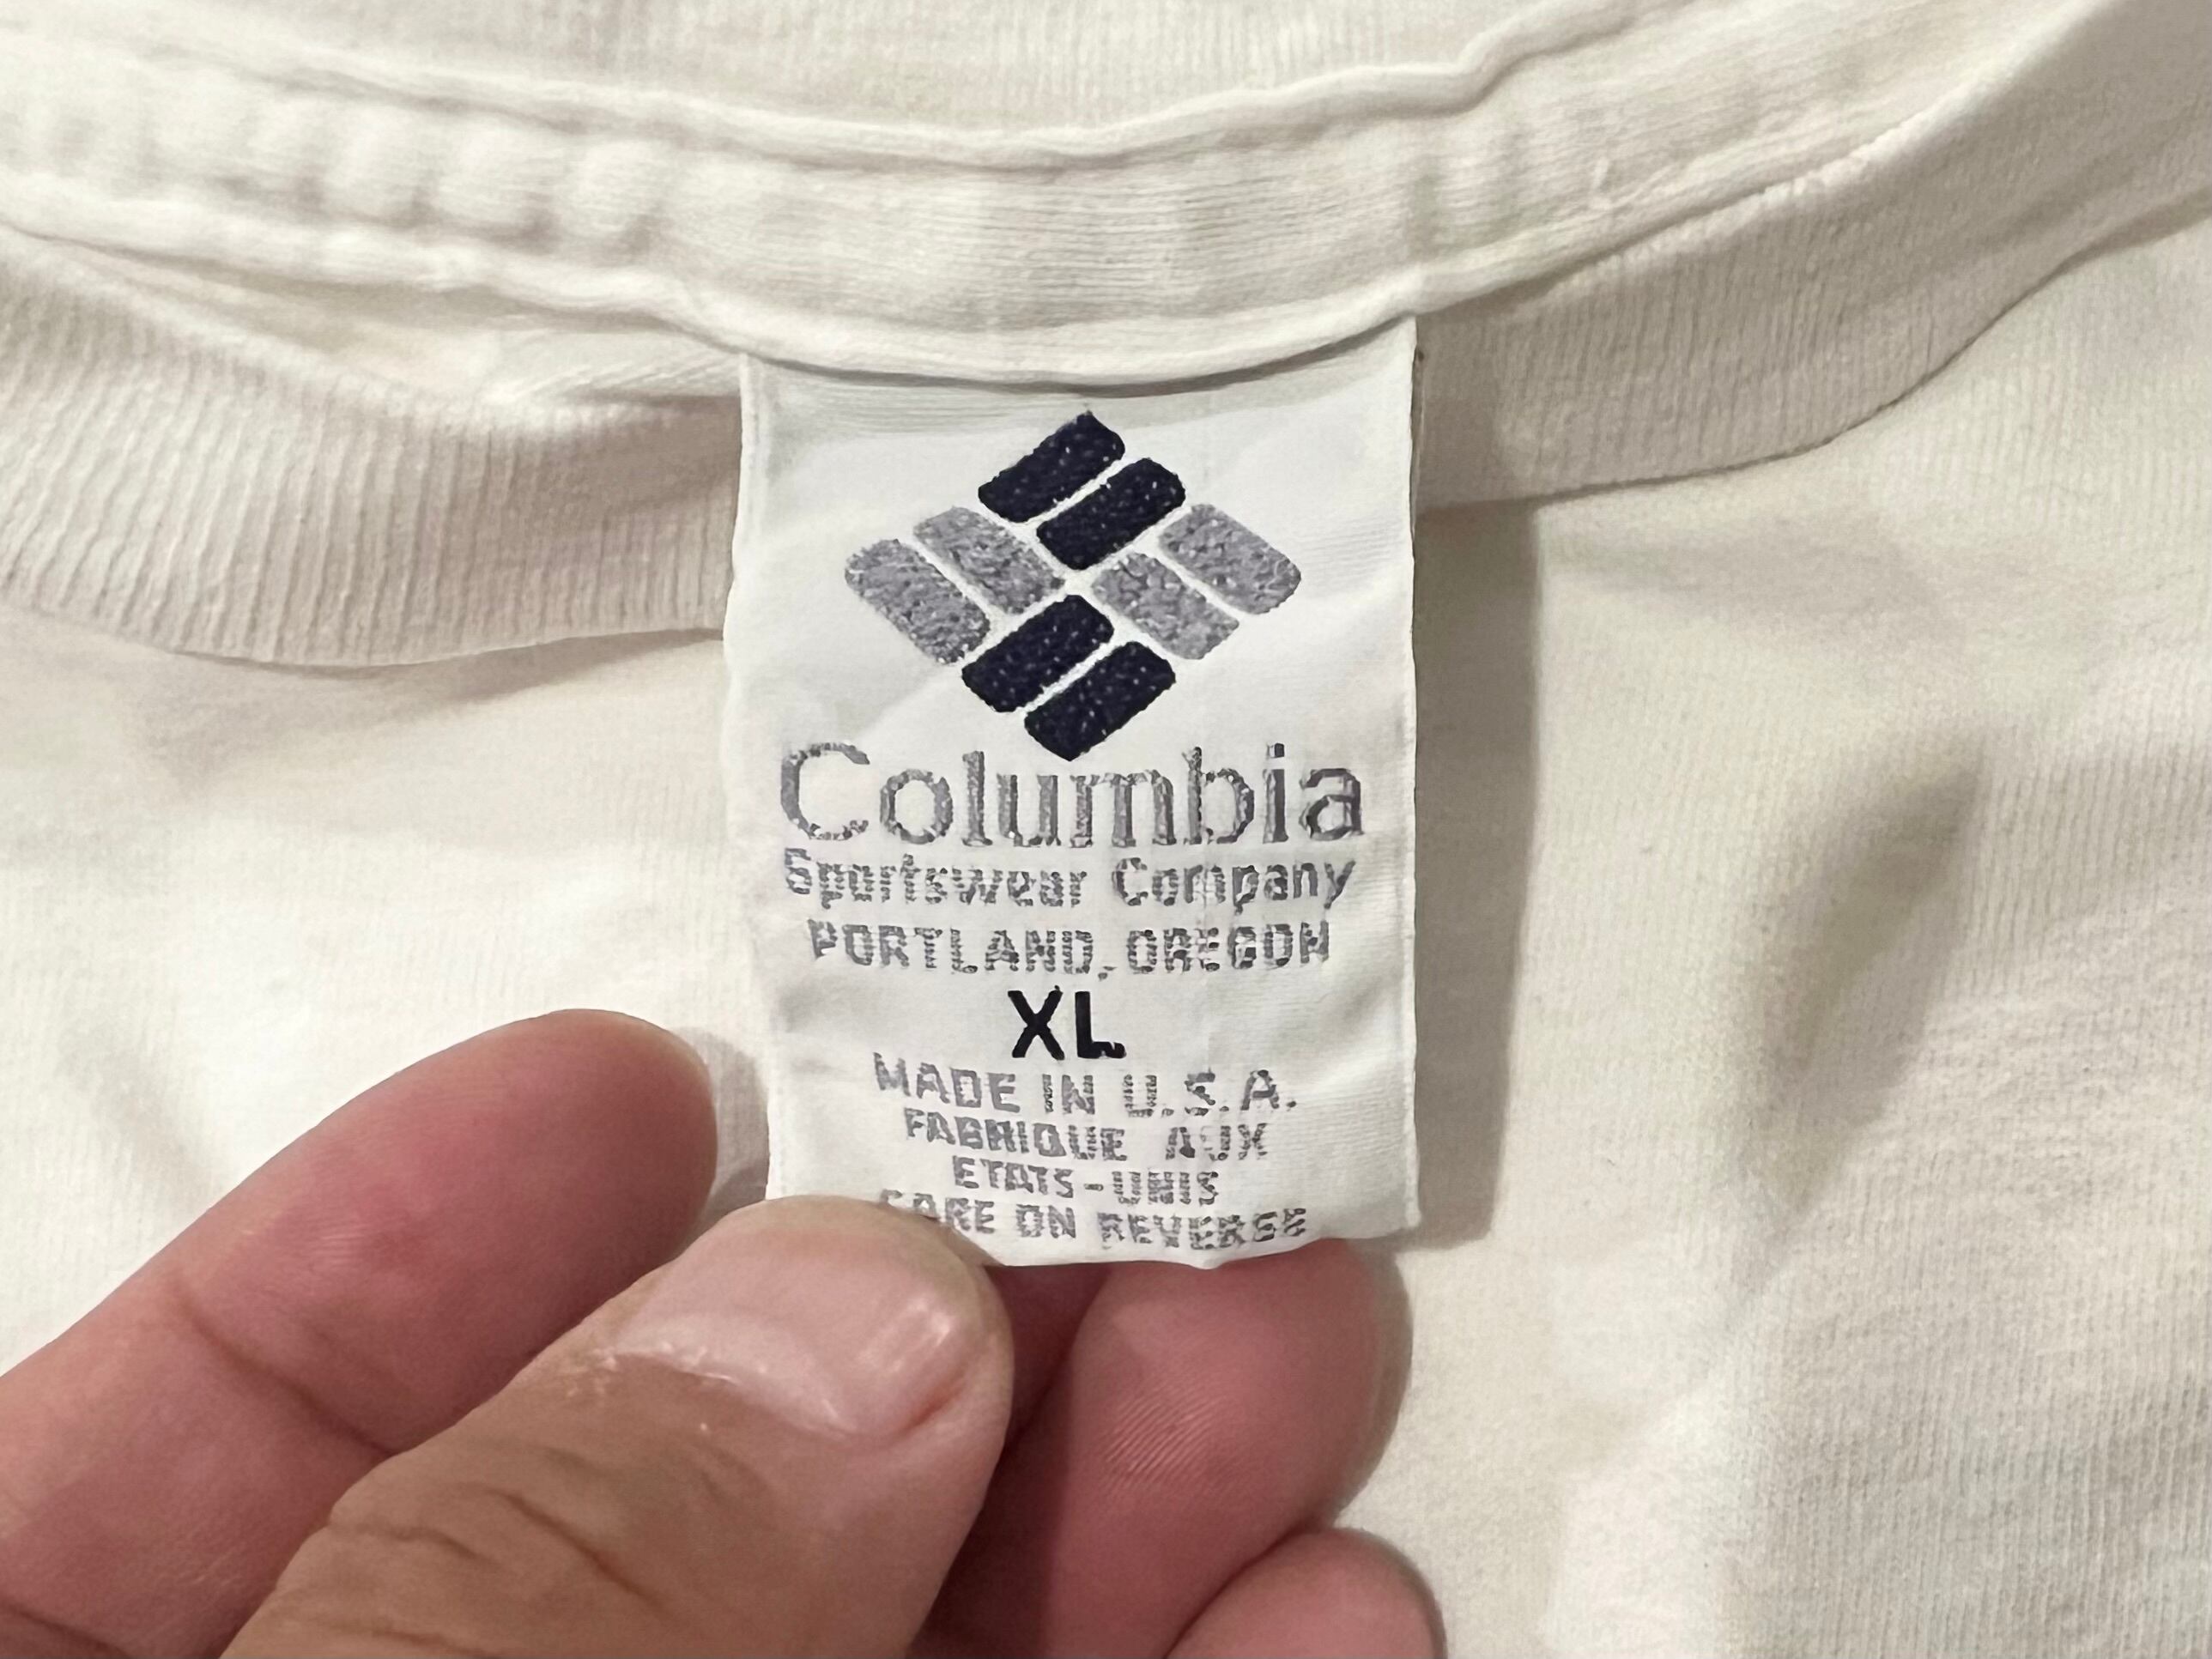 Columbia
Sportswear Company
PORTLAND, OREGON
XL
MADE IN U.S.A.
FABRIQUE AUX
ETATS-UNIS
CARE ON REVERSE